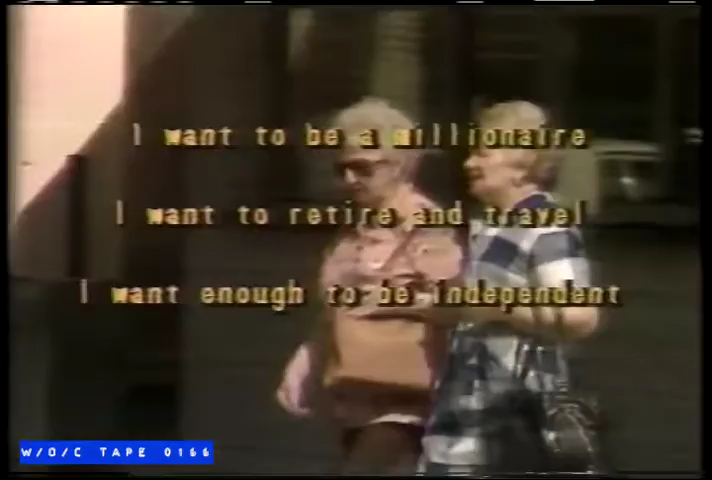 I want to be a millionaire
I want to retire and travel
I want enough to be independent
W/O/C TAPE 0166